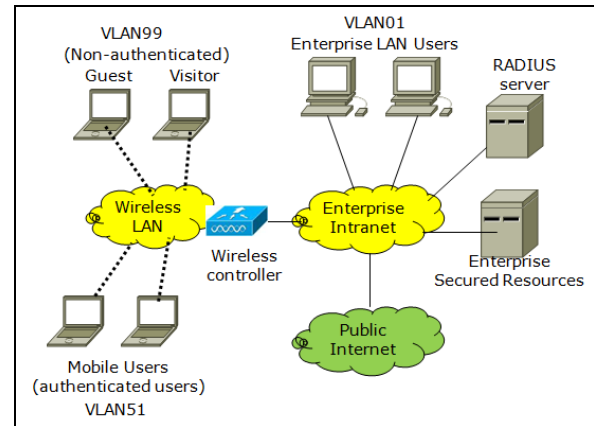 VLAN99
(Non-authenticated)
Guest
Visitor
VLAN01
Enterprise LAN Users
RADIUS
server
Wireless
LAN
Wireless
controller
Enterprise
Intranet
Enterprise
Secured Resources
Public
Internet
Mobile Users
(authenticated users)
VLAN51